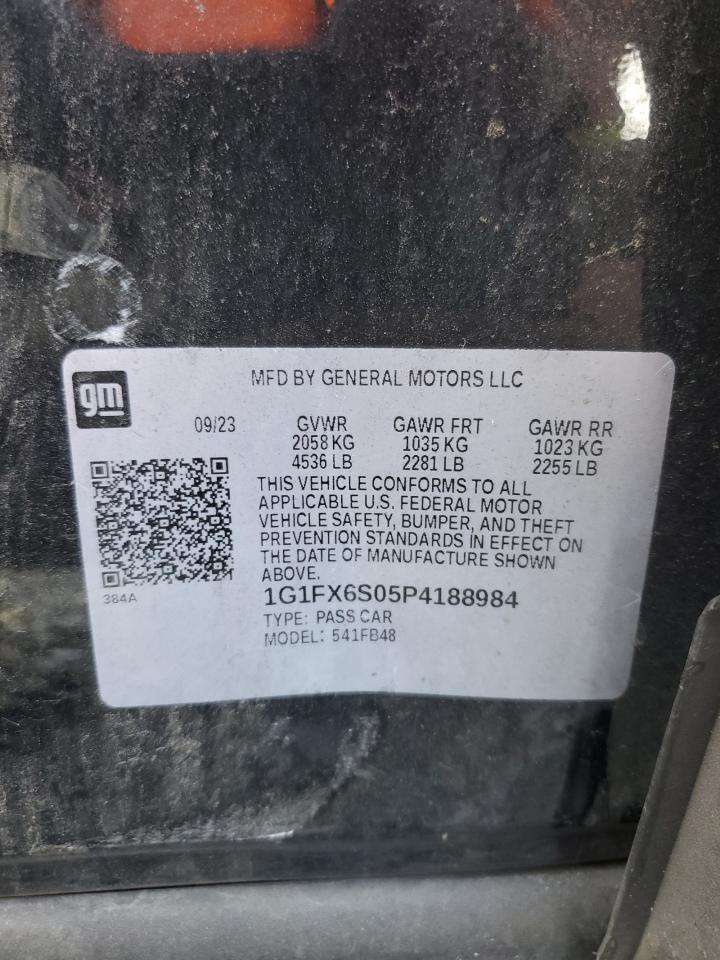 gm
MFD BY GENERAL MOTORS LLC
09/23 GVWR GAWR FRT GAWR RR
2058 KG 1035 KG 1023 KG
4536 LB 2281 LB 2255 LB
THIS VEHICLE CONFORMS TO ALL
APPLICABLE U.S. FEDERAL MOTOR
VEHICLE SAFETY, BUMPER, AND THEFT
PREVENTION STANDARDS IN EFFECT ON
THE DATE OF MANUFACTURE SHOWN
ABOVE.
384A
1G1FX6S05P4188984
TYPE: PASS CAR
MODEL: 541FB48